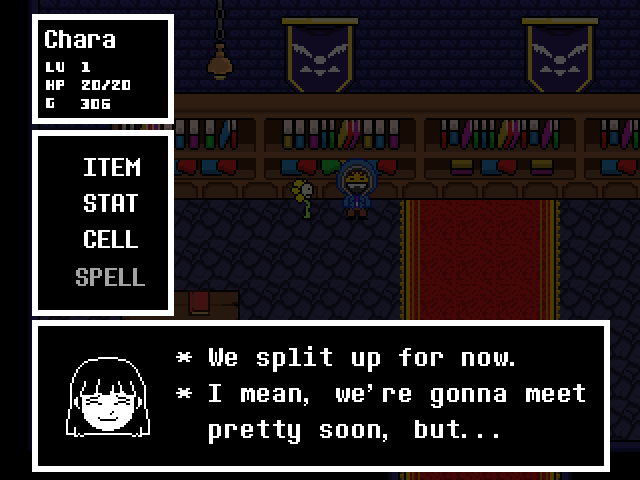 Chara
LV 1
HP 20/20
G 306
ITEM
STAT
CELL
SPELL
* We split up for now.
* I mean, we're gonna meet
pretty soon, but...